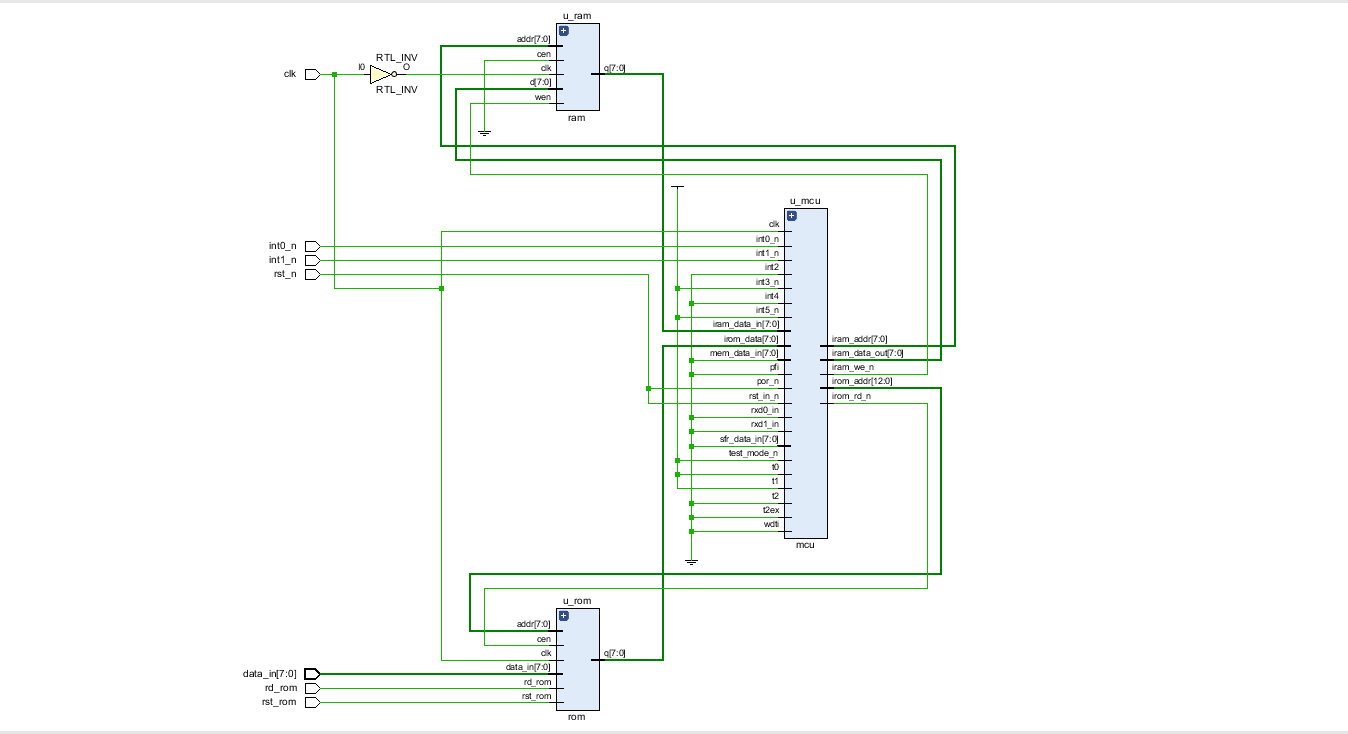 u_ram
addr[7:0]
cen
clk
d[7:0]
wen
q[7:0]
ram
clk
I0
RTL_INV
O
RTL_INV
int0_n
int1_n
rst_n
u_mcu
clk
int0_n
int1_n
int2
int3_n
int4
int5_n
iram_data_in[7:0]
irom_data[7:0]
mem_data_in[7:0]
pfi
por_n
rst_in_n
rxd0_in
rxd1_in
sfr_data_in[7:0]
test_mode_n
t0
t1
t2
t2ex
wdti
iram_addr[7:0]
iram_data_out[7:0]
iram_we_n
irom_addr[12:0]
irom_rd_n
mcu
u_rom
addr[7:0]
cen
clk
data_in[7:0]
rd_rom
rst_rom
q[7:0]
rom
data_in[7:0]
rd_rom
rst_rom